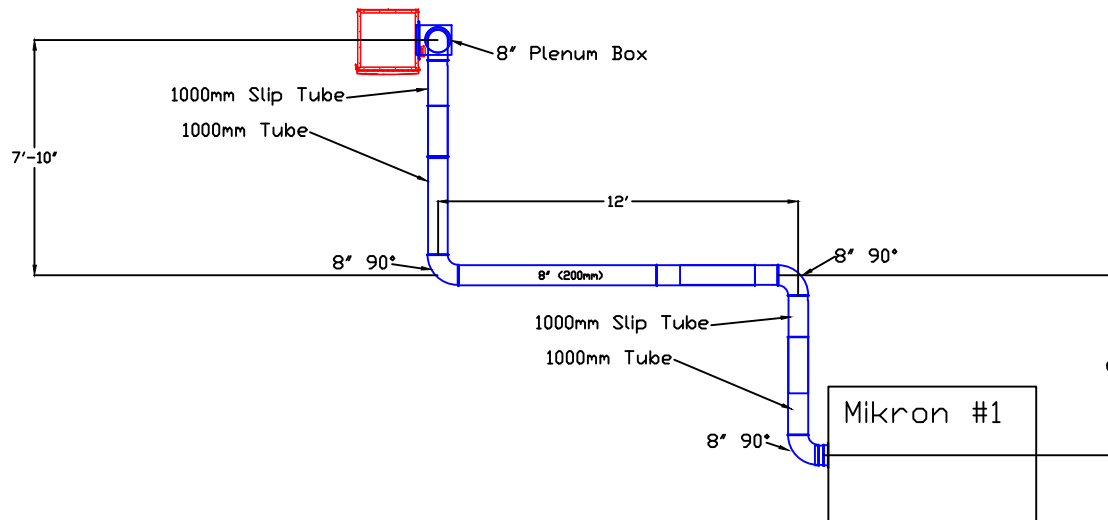 8" Plenum Box
1000mm Slip Tube
1000mm Tube
7'-10"
12'
8" 90°
8" (200mm)
8" 90°
1000mm Slip Tube
1000mm Tube
Mikron #1
8" 90°